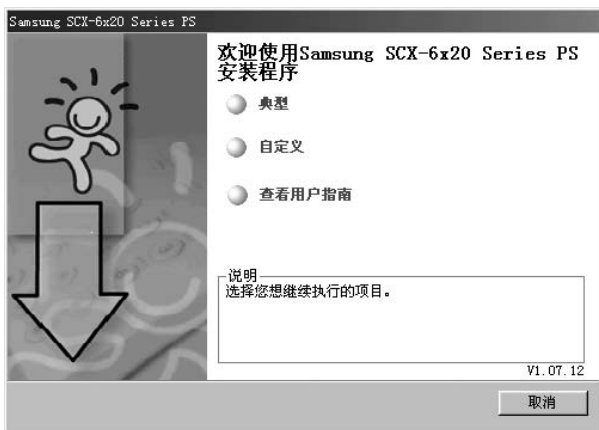 Samsung SCX-6x20 Series PS
欢迎使用Samsung SCX-6x20 Series PS
安装程序
典型
自定义
查看用户指南
说明
选择您想继续执行的项目。
V1.07.12
取消